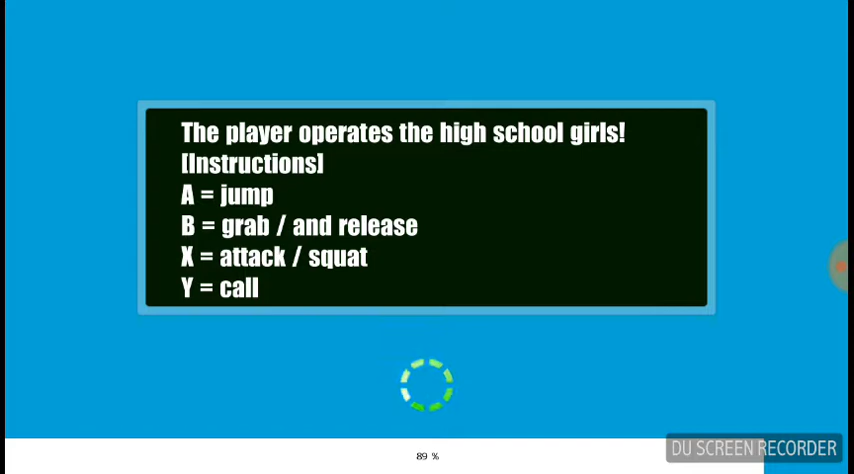 The player operates the high school girls!
[Instructions]
A = jump
B = grab / and release
X = attack / squat
Y = call
DU SCREEN RECORDER
89 %